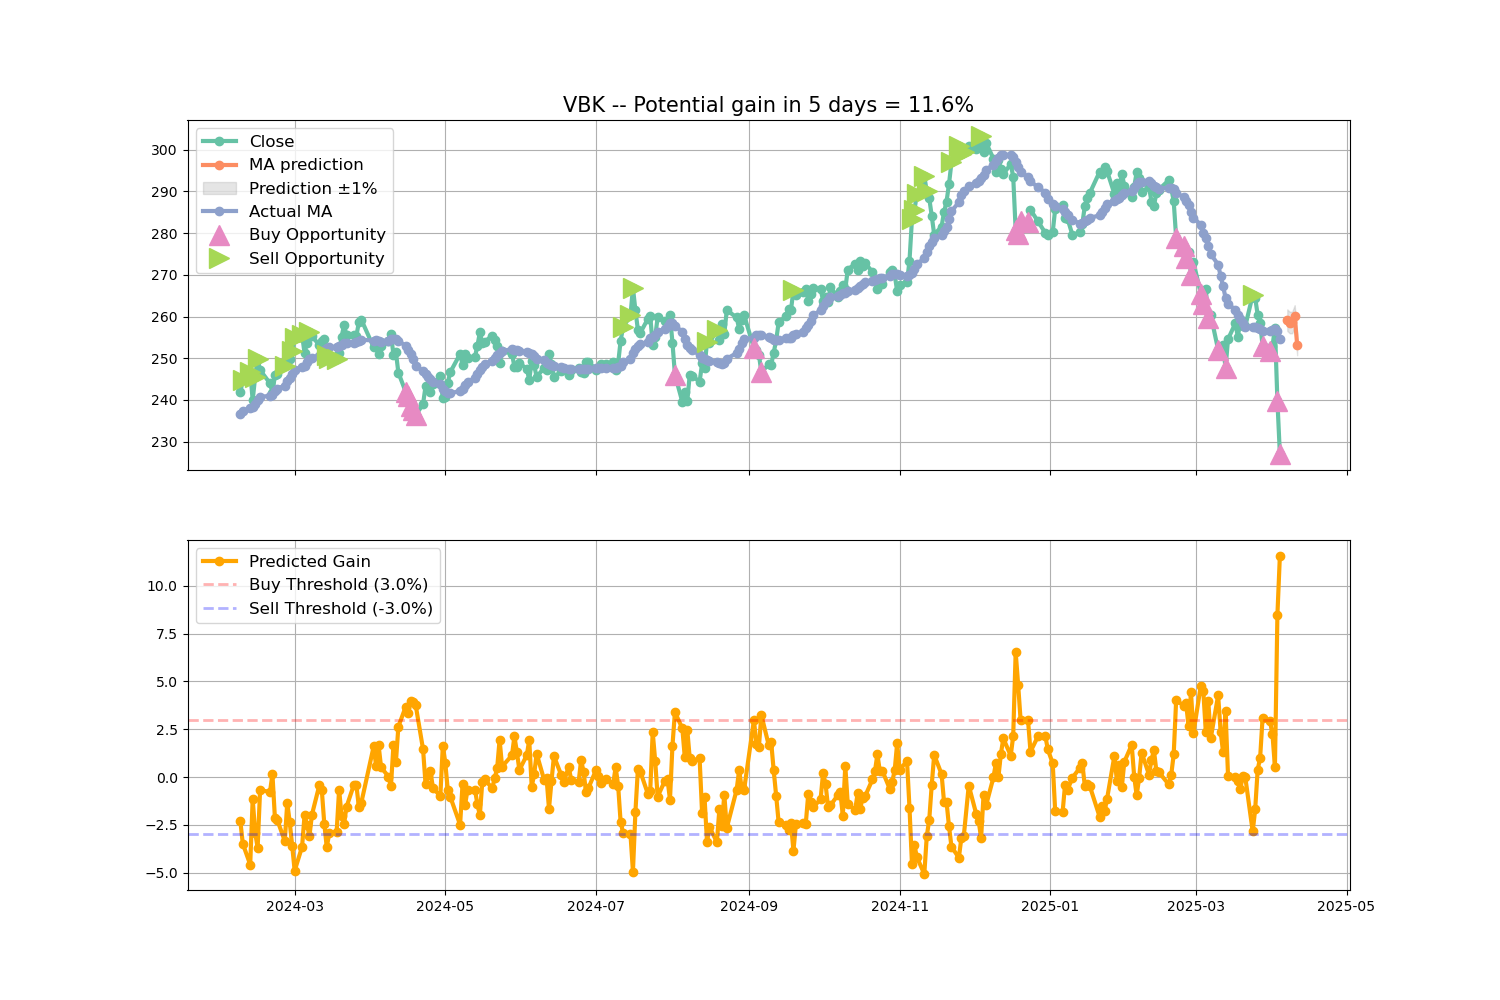 VBK -- Potential gain in 5 days = 11.6%
Close
MA prediction
Prediction ±1%
Actual MA
Buy Opportunity
Sell Opportunity
300
290
280
270
260
250
240
230
Predicted Gain
Buy Threshold (3.0%)
Sell Threshold (-3.0%)
10.0
7.5
5.0
2.5
0.0
−2.5
−5.0
2024-03
2024-05
2024-07
2024-09
2024-11
2025-01
2025-03
2025-05